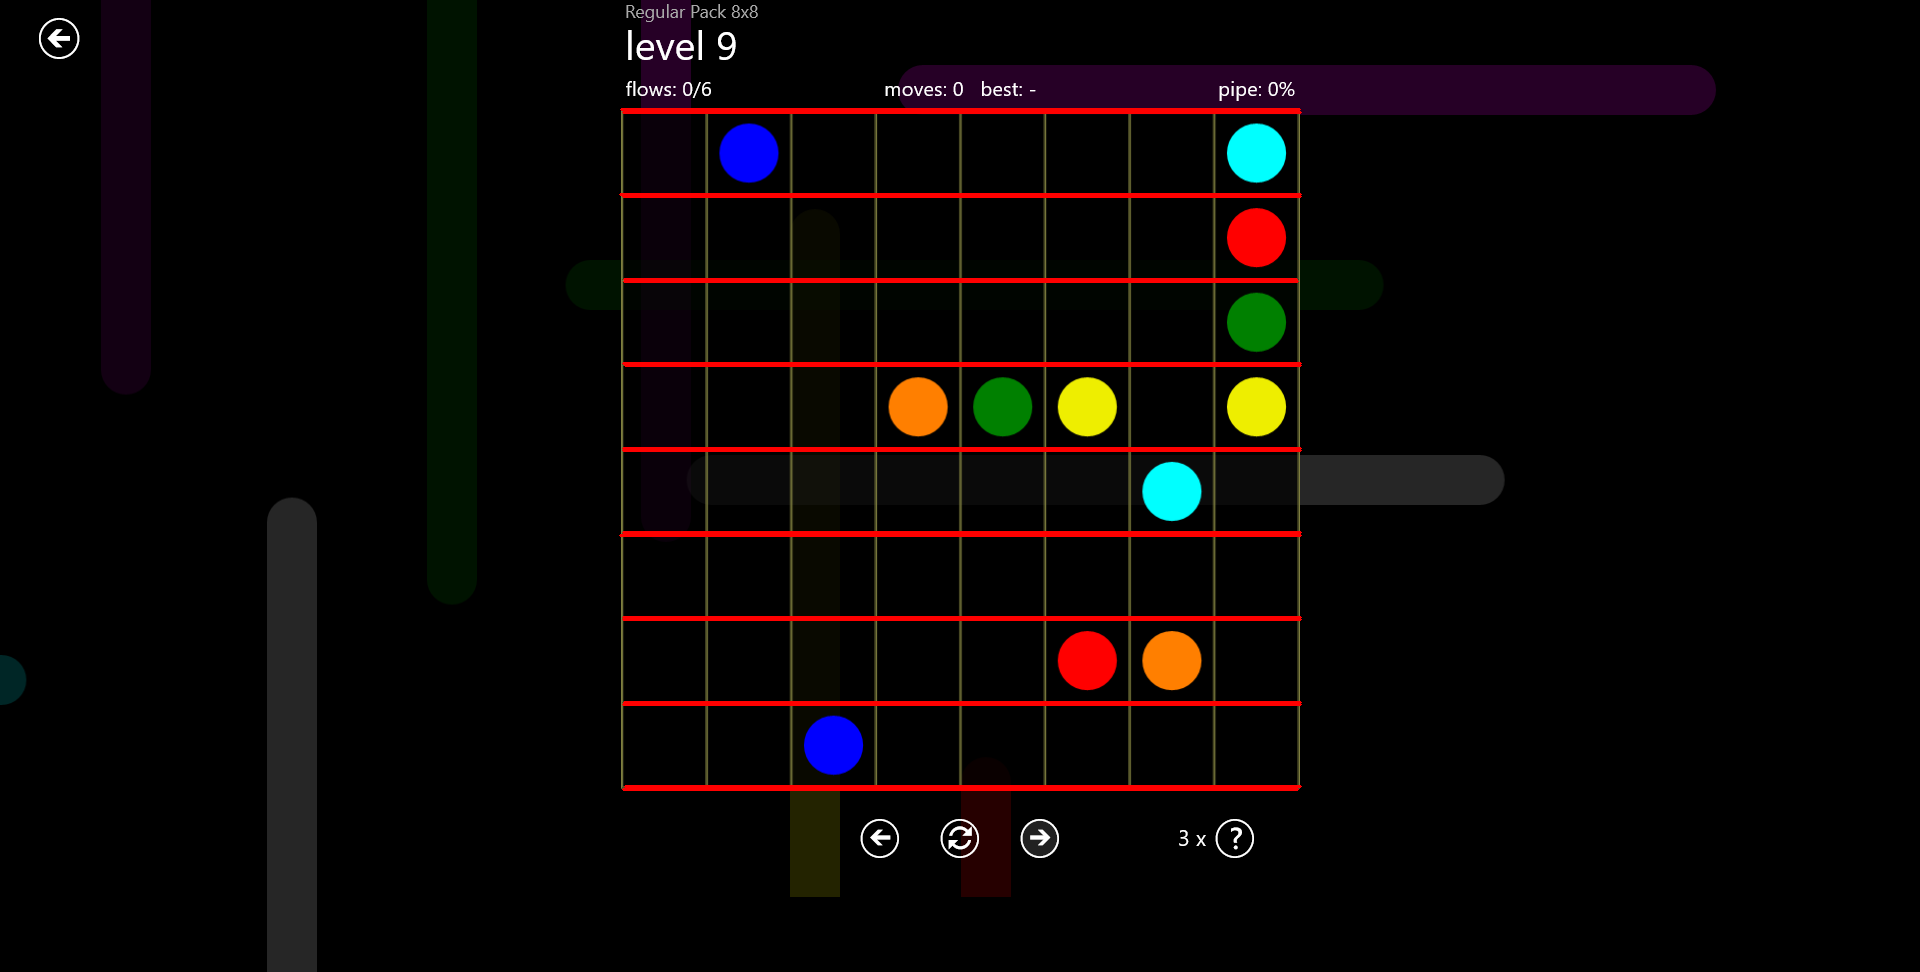 Regular Pack 8x8
level 9
flows: 0/6 moves: 0 best: - pipe: 0%
3 x ?